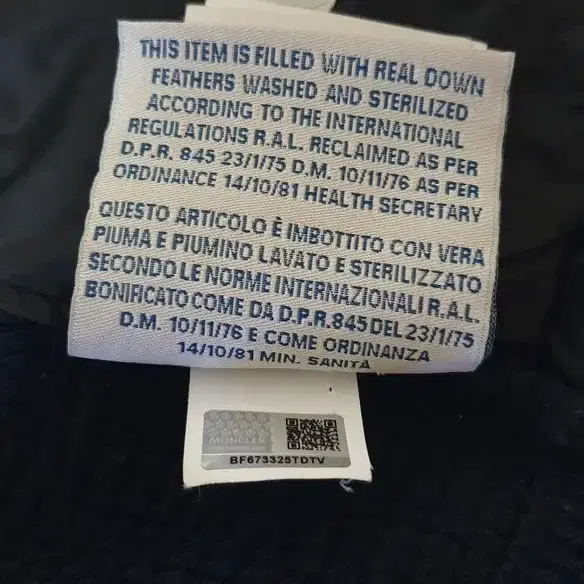 THIS ITEM IS FILLED WITH REAL DOWN
FEATHERS WASHED AND STERILIZED
ACCORDING TO THE INTERNATIONAL
REGULATIONS R.A.L. RECLAIMED AS PER
D.P.R. 845 23/1/75 D.M. 10/11/76 AS PER
ORDINANCE 14/10/81 HEALTH SECRETARY
QUESTO ARTICOLO È IMBOTTITO CON VERA
PIUMA E PIUMINO LAVATO E STERILIZZATO
SECONDO LE NORME INTERNAZIONALI R.A.L.
BONIFICATO COME DA D.P.R. 845 DEL 23/1/75
D.M. 10/11/76 E COME ORDINANZA
14/10/81 MIN. SANITÀ
MONCLER
BF673325TDTV